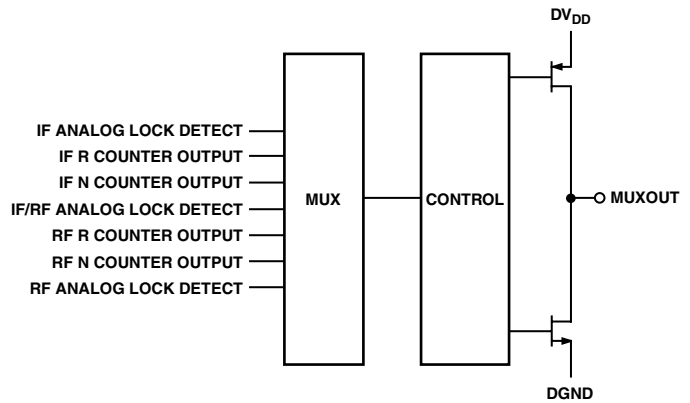 DVDD
IF ANALOG LOCK DETECT
IF R COUNTER OUTPUT
IF N COUNTER OUTPUT
IF/RF ANALOG LOCK DETECT
RF R COUNTER OUTPUT
RF N COUNTER OUTPUT
RF ANALOG LOCK DETECT
MUX
CONTROL
MUXOUT
DGND